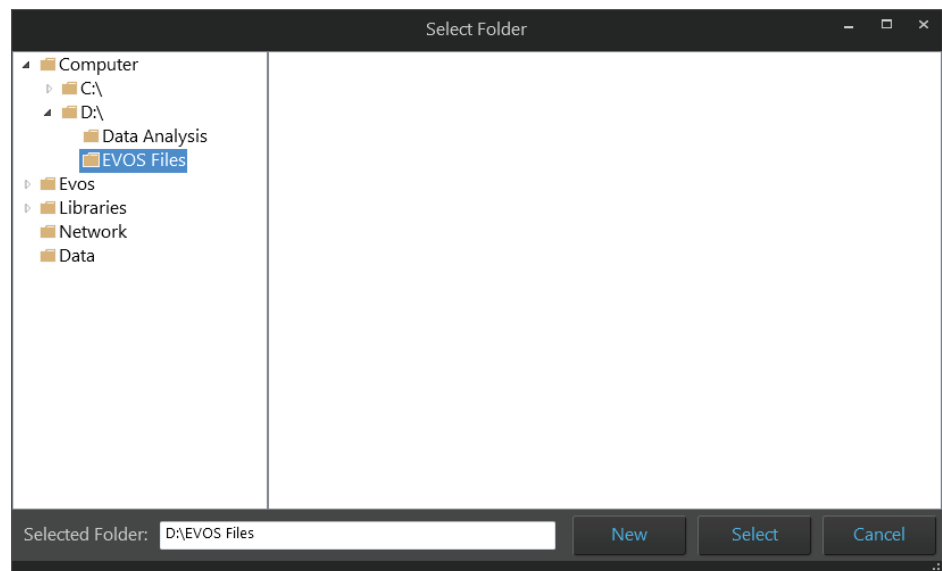 Select Folder
Computer
C:\
D:\
Data Analysis
EVOS Files
Evos
Libraries
Network
Data
Selected Folder: D:\EVOS Files New Select Cancel